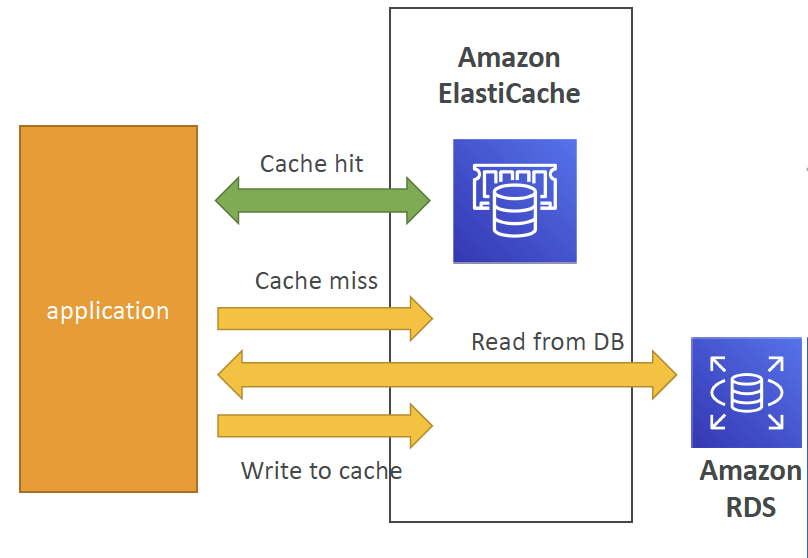 Amazon
ElastiCache
Cache hit
Cache miss
application
Read from DB
Write to cache
Amazon
RDS